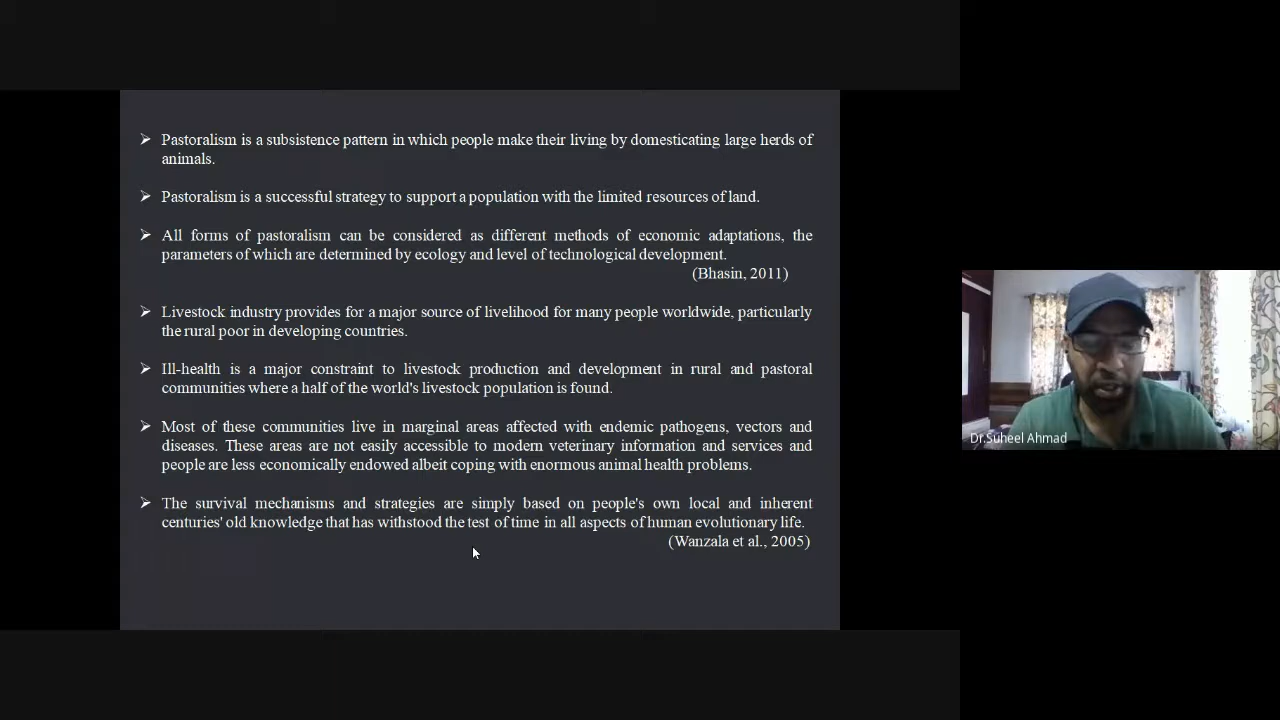 ➢ Pastoralism is a subsistence pattern in which people make their living by domesticating large herds of
animals.
➢ Pastoralism is a successful strategy to support a population with the limited resources of land.
➢ All forms of pastoralism can be considered as different methods of economic adaptations, the
parameters of which are determined by ecology and level of technological development.
(Bhasin, 2011)
➢ Livestock industry provides for a major source of livelihood for many people worldwide, particularly
the rural poor in developing countries.
➢ Ill-health is a major constraint to livestock production and development in rural and pastoral
communities where a half of the world's livestock population is found.
➢ Most of these communities live in marginal areas affected with endemic pathogens, vectors and
diseases. These areas are not easily accessible to modern veterinary information and services and
people are less economically endowed albeit coping with enormous animal health problems.
➢ The survival mechanisms and strategies are simply based on people's own local and inherent
centuries' old knowledge that has withstood the test of time in all aspects of human evolutionary life.
(Wanzala et al., 2005)
Dr.Suheel Ahmad